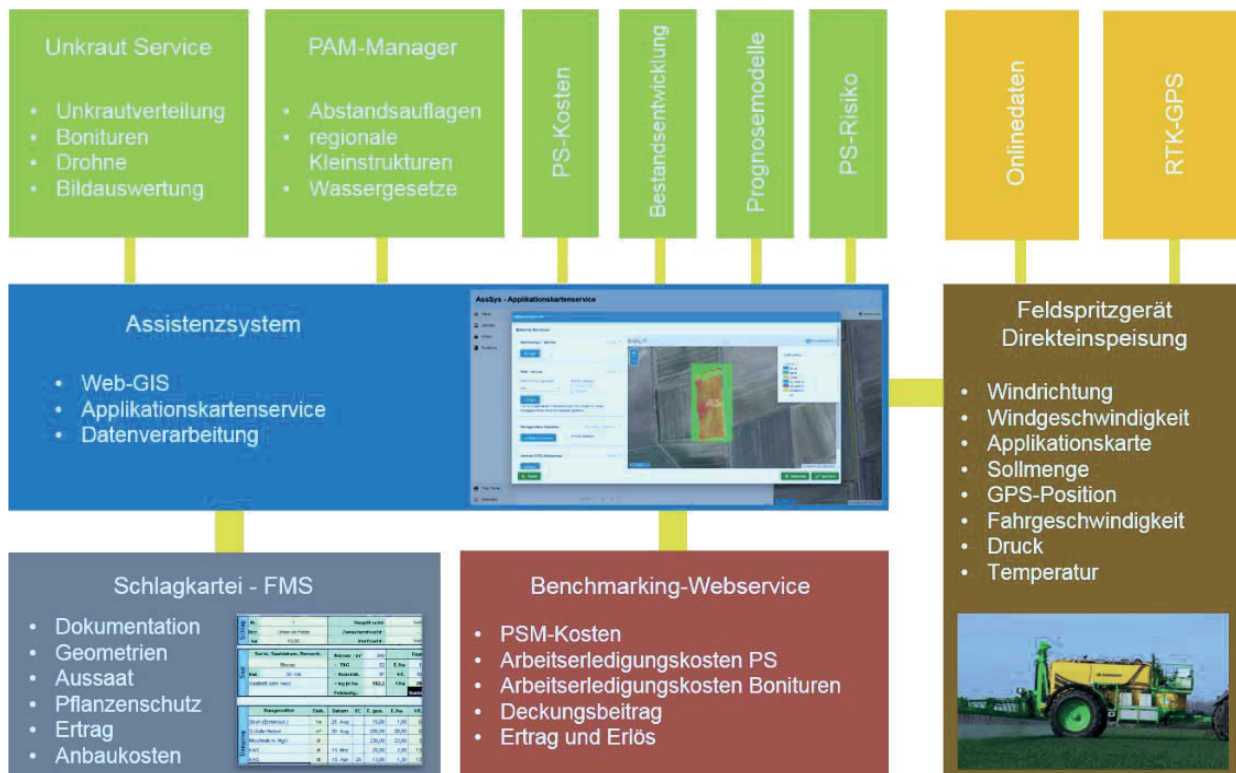 Unkraut Service
• Unkrautverteilung
• Bonituren
• Drohne
• Bildauswertung
PAM-Manager
• Abstandsauflagen
• regionale
Kleinstrukturen
• Wassergesetze
PS-Kosten
Bestandsentwicklung
Prognosemodelle
PS-Risiko
Onlinedaten
RTK-GPS
Assistenzsystem
• Web-GIS
• Applikationskartenservice
• Datenverarbeitung
AssSys - Applikationskartenservice
Feldspritzgerät
Direkteinspeisung
• Windrichtung
• Windgeschwindigkeit
• Applikationskarte
• Sollmenge
• GPS-Position
• Fahrgeschwindigkeit
• Druck
• Temperatur
Schlagkartei - FMS
• Dokumentation
• Geometrien
• Aussaat
• Pflanzenschutz
• Ertrag
• Anbaukosten
Benchmarking-Webservice
• PSM-Kosten
• Arbeitserledigungskosten PS
• Arbeitserledigungskosten Bonituren
• Deckungsbeitrag
• Ertrag und Erlös